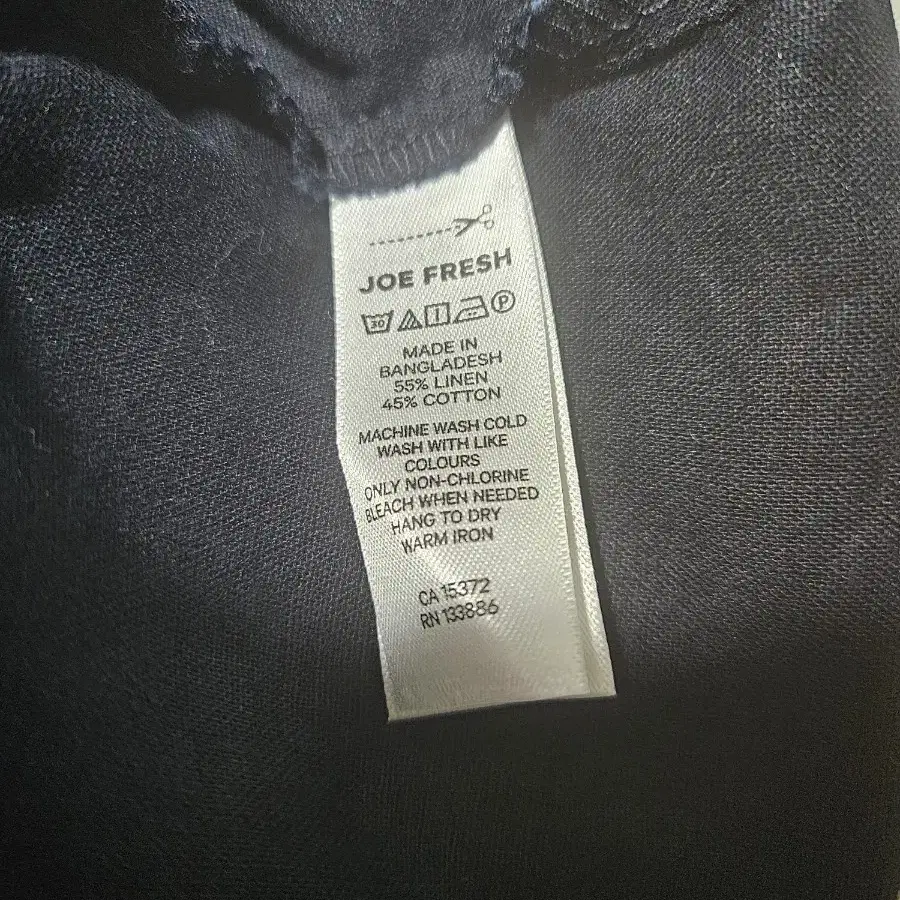 JOE FRESH
30 P
MADE IN
BANGLADESH
55% LINEN
45% COTTON
MACHINE WASH COLD
WASH WITH LIKE
COLOURS
ONLY NON-CHLORINE
BLEACH WHEN NEEDED
HANG TO DRY
WARM IRON
CA 15372
RN 133886